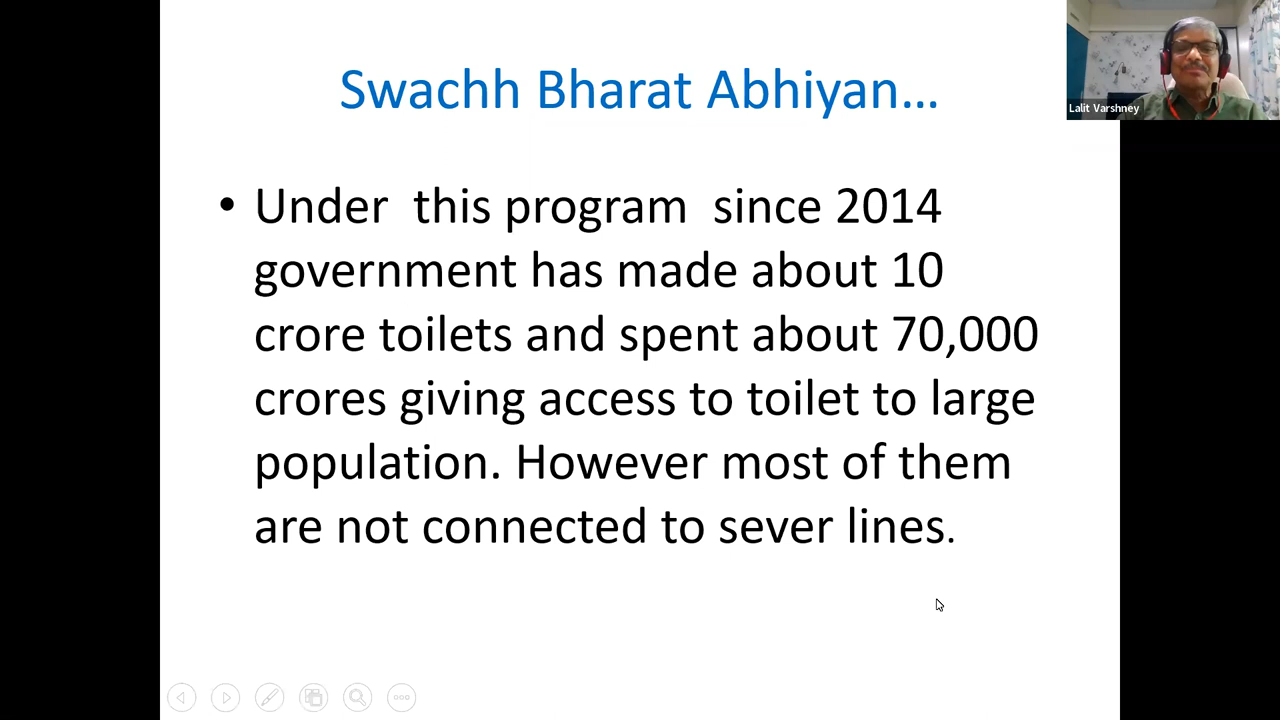 Swachh Bharat Abhiyan...
Lalit Varshney
• Under this program since 2014
government has made about 10
crore toilets and spent about 70,000
crores giving access to toilet to large
population. However most of them
are not connected to sever lines.